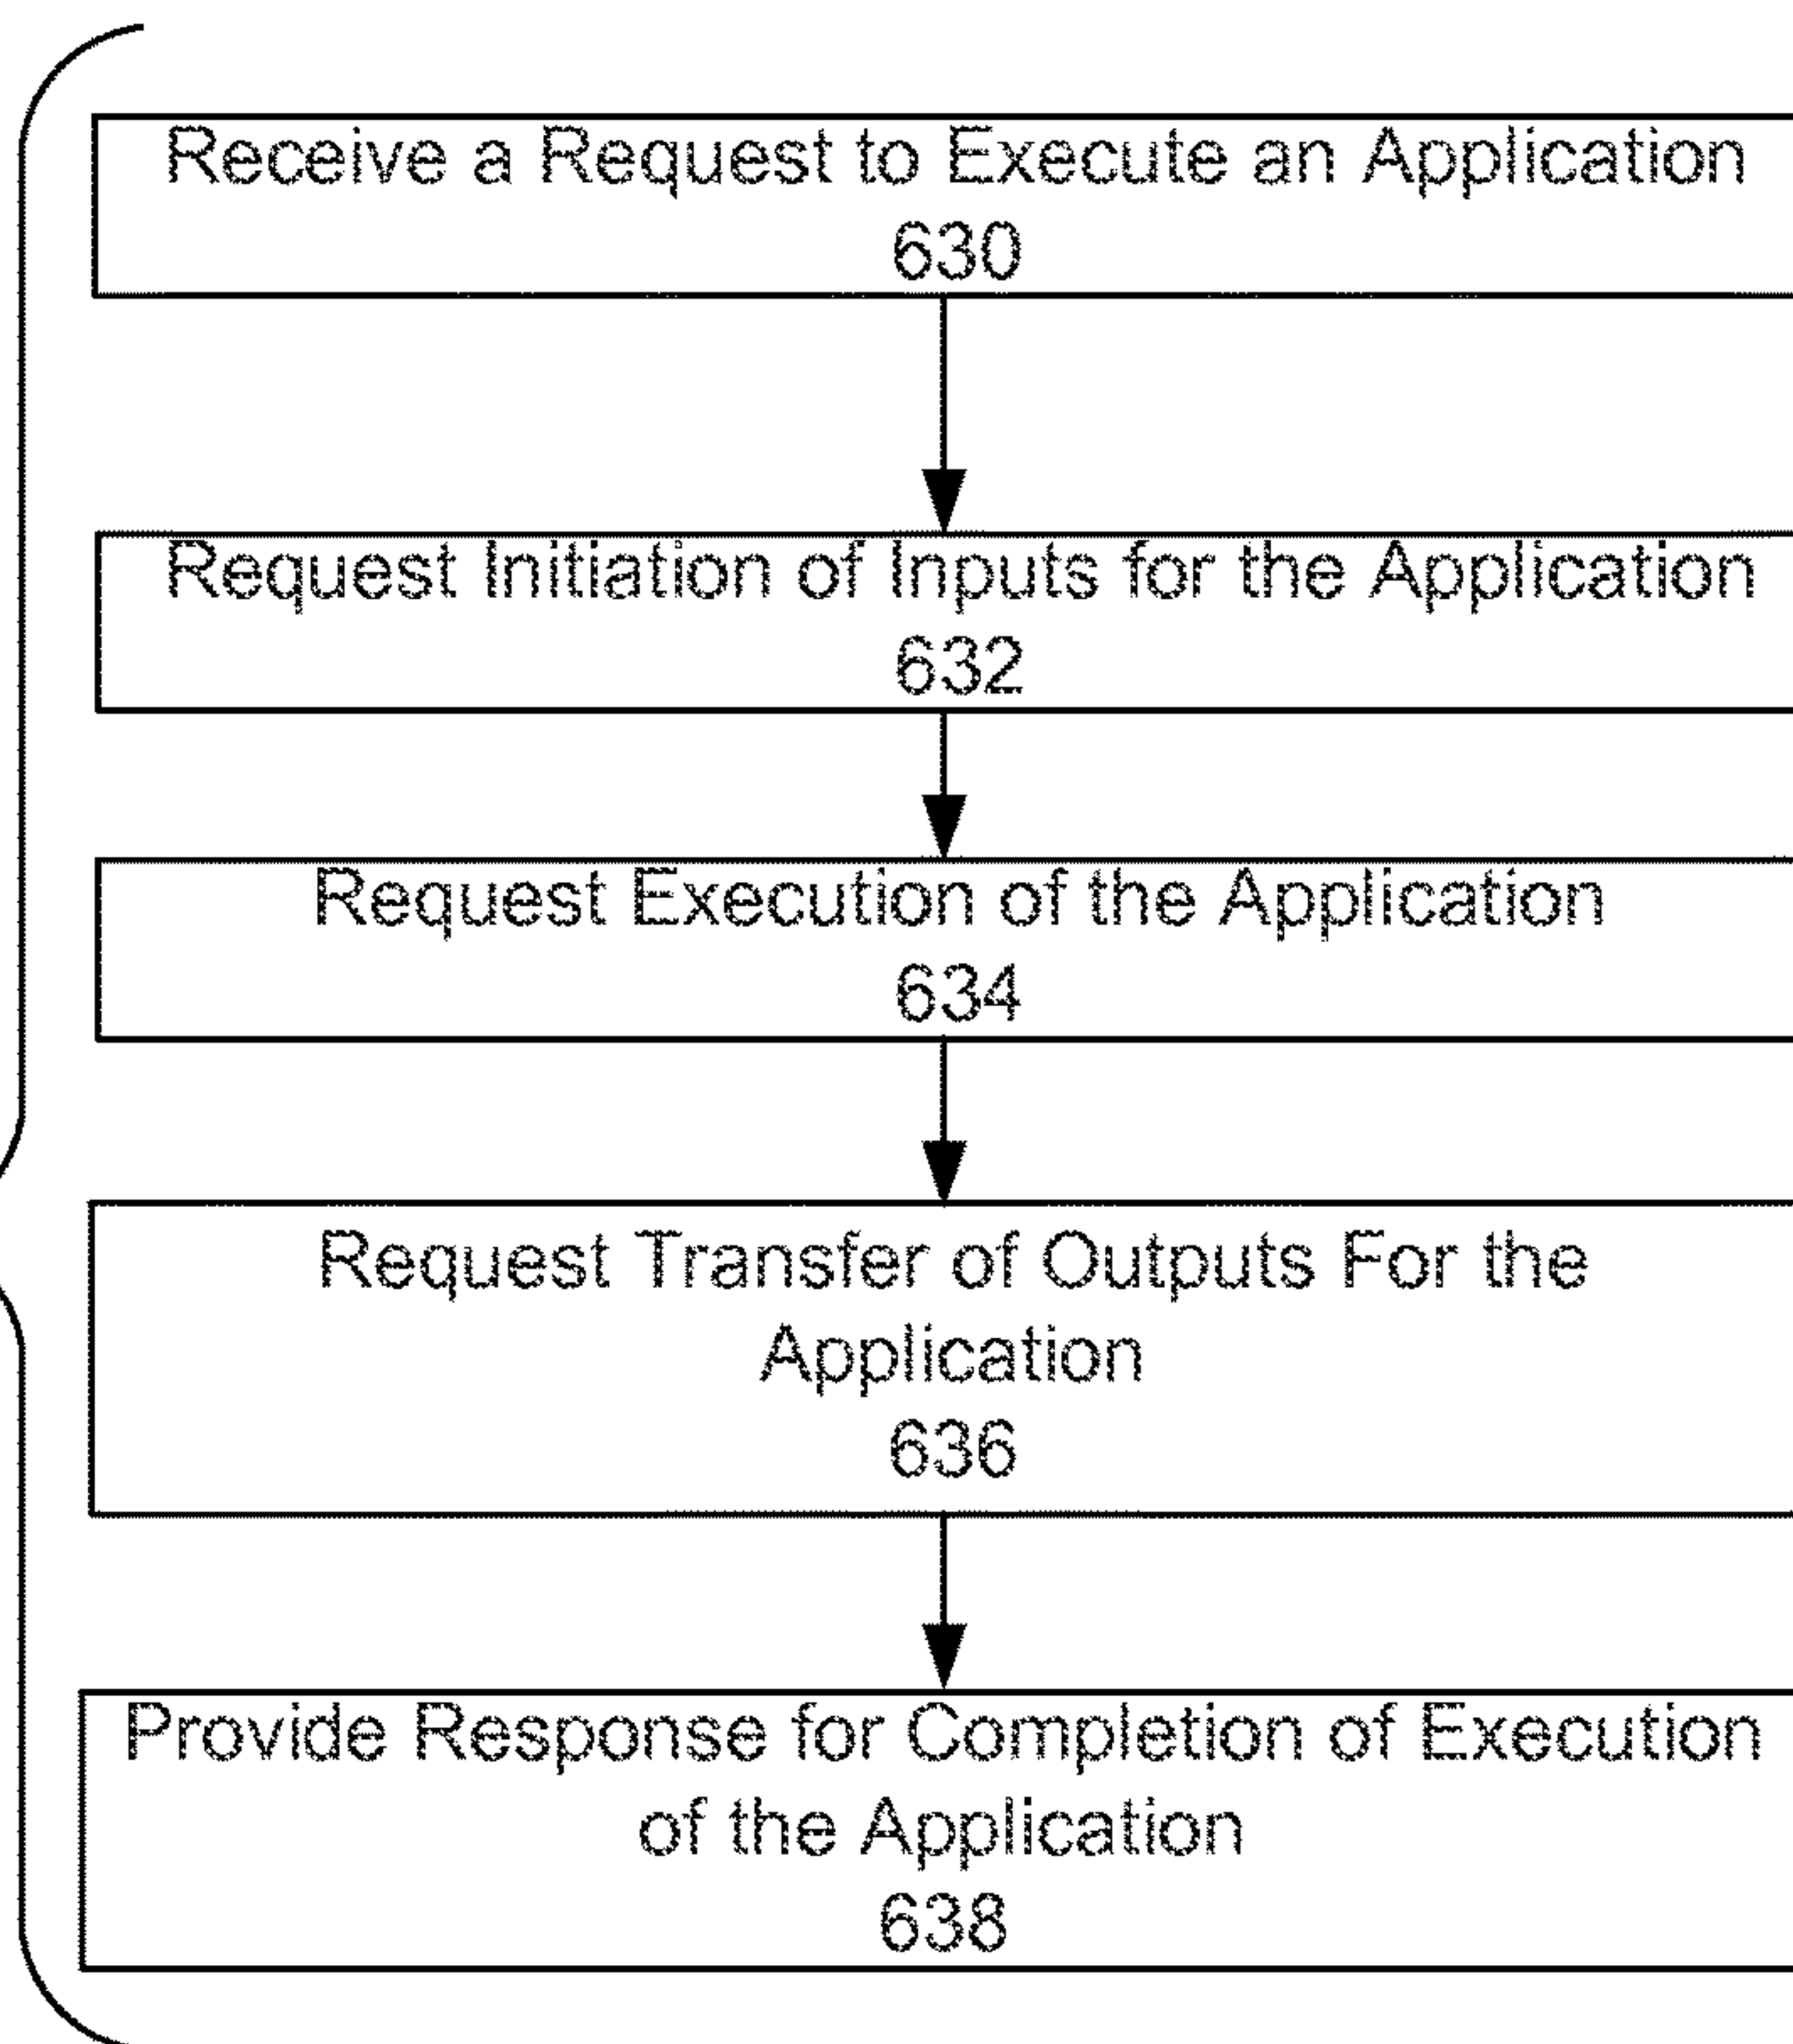 Receive a Request to Execute an Application
630
Request Initiation of Inputs for the Application
632
Request Execution of the Application
634
Request Transfer of Outputs For the
Application
636
Provide Response for Completion of Execution
of the Application
638